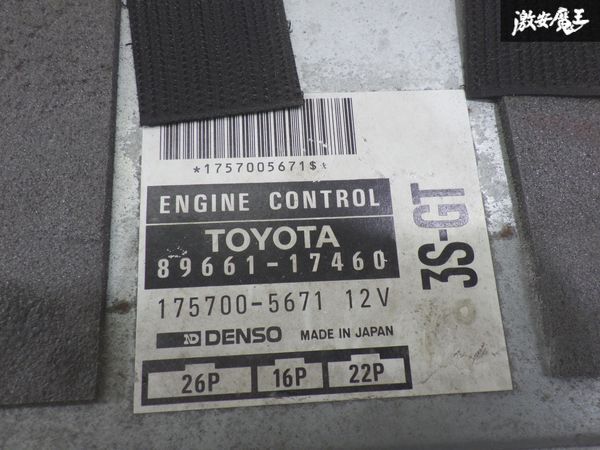 激安魔王
*1757005671$*
ENGINE CONTROL
TOYOTA
89661-17460
175700-5671 12V
ND DENSO MADE IN JAPAN
26P 16P 22P
3S-GT